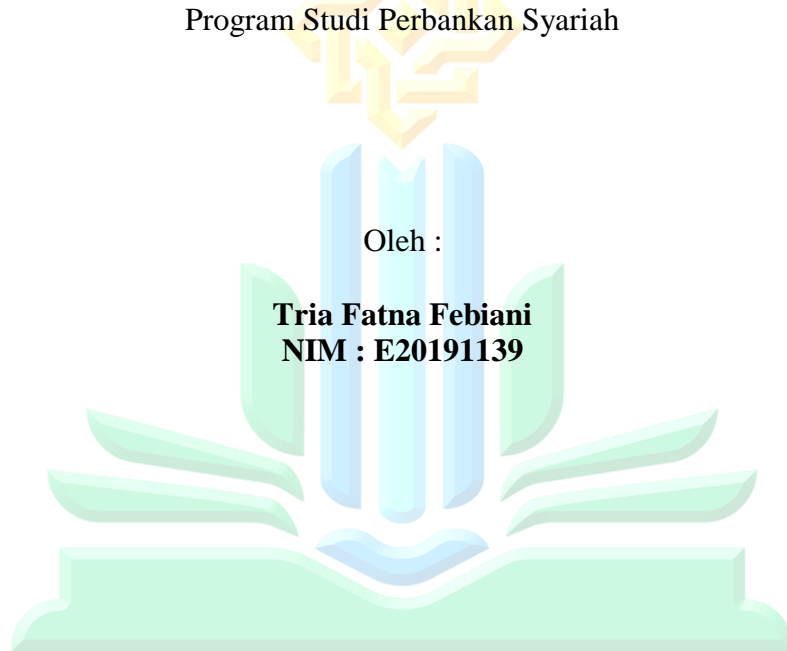 Program Studi Perbankan Syariah
Oleh :
Tria Fatna Febiani
NIM : E20191139